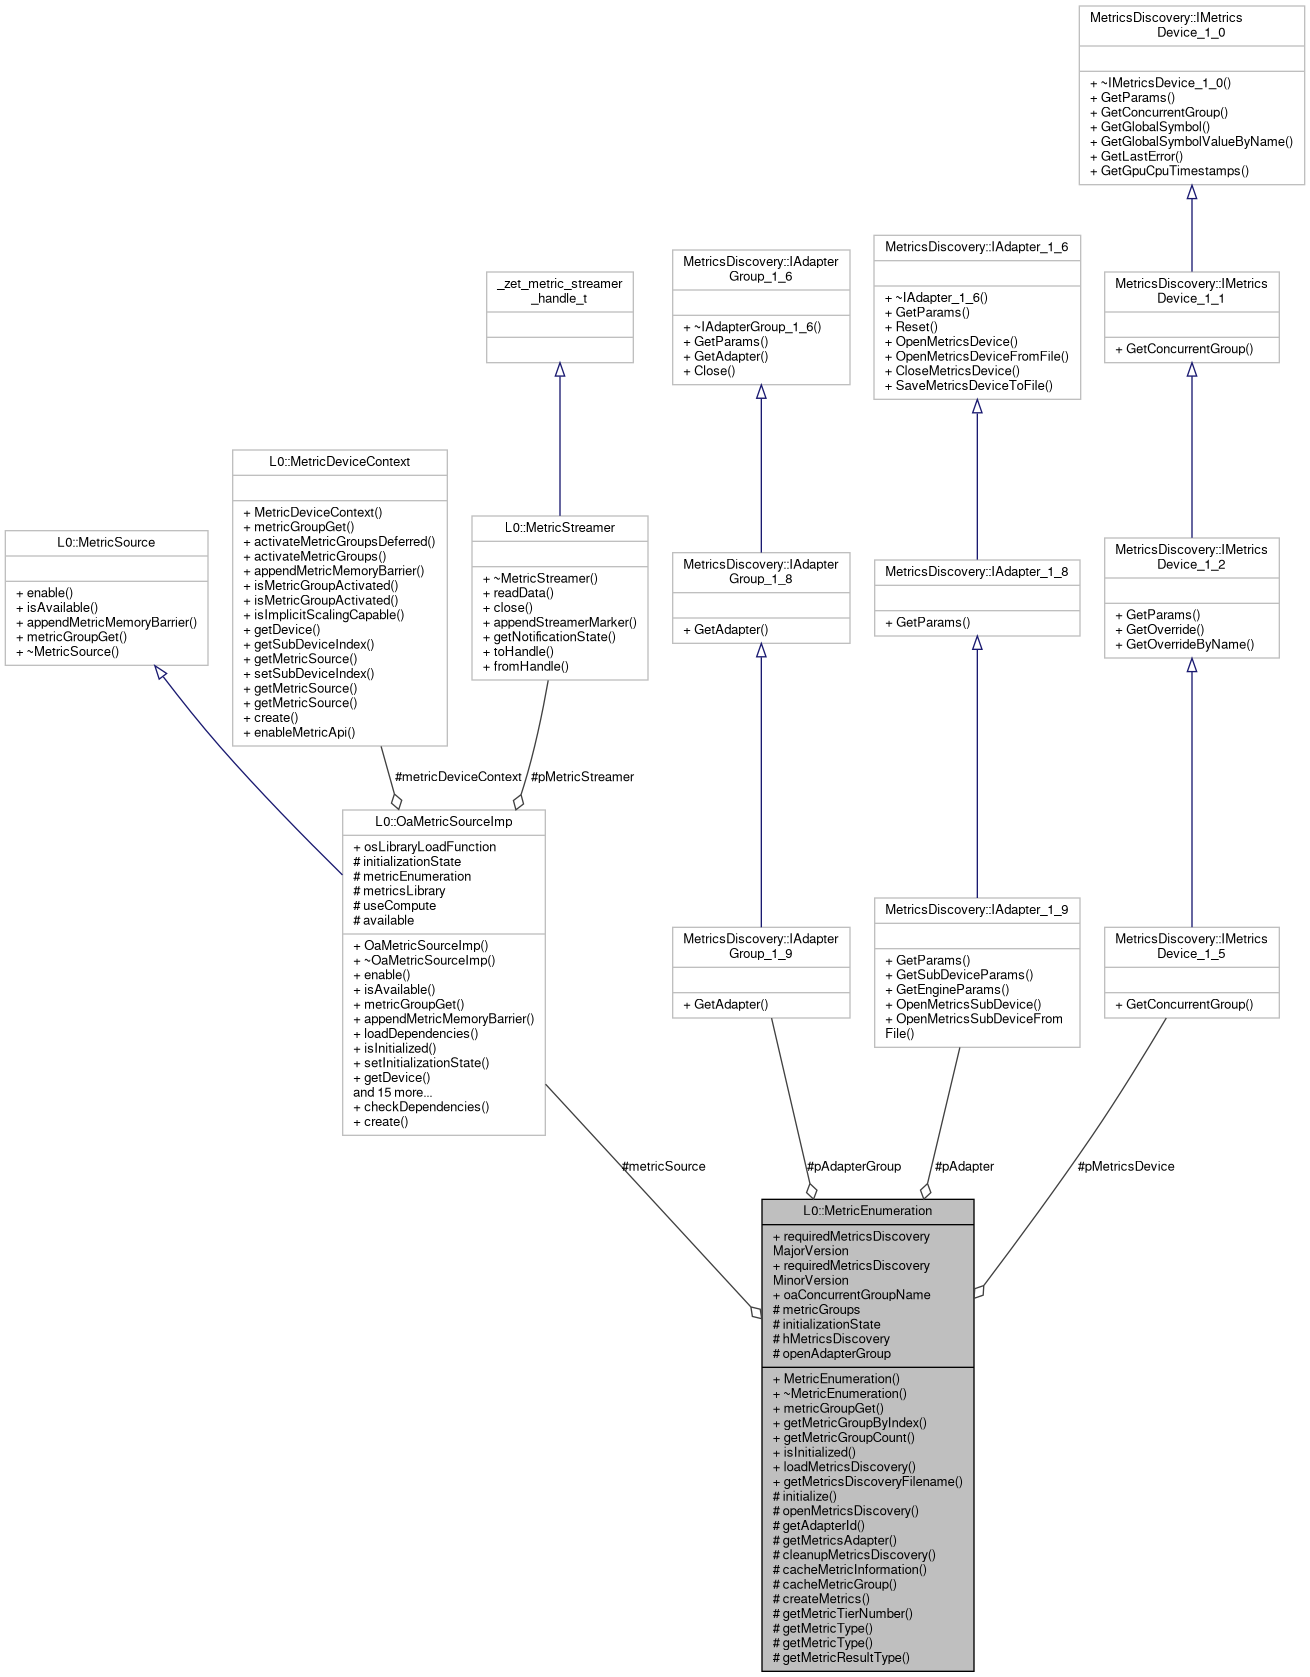 MetricsDiscovery::IMetrics
Device_1_0
+ ~IMetricsDevice_1_0()
+ GetParams()
+ GetConcurrentGroup()
+ GetGlobalSymbol()
+ GetGlobalSymbolValueByName()
+ GetLastError()
+ GetGpuCpuTimestamps()
MetricsDiscovery::IAdapter_1_6
+ ~IAdapter_1_6()
+ GetParams()
+ Reset()
+ OpenMetricsDevice()
+ OpenMetricsDeviceFromFile()
+ CloseMetricsDevice()
+ SaveMetricsDeviceToFile()
MetricsDiscovery::IAdapter
Group_1_6
+ ~IAdapterGroup_1_6()
+ GetParams()
+ GetAdapter()
+ Close()
_zet_metric_streamer
_handle_t
MetricsDiscovery::IMetrics
Device_1_1
+ GetConcurrentGroup()
L0::MetricDeviceContext
+ MetricDeviceContext()
+ metricGroupGet()
+ activateMetricGroupsDeferred()
+ activateMetricGroups()
+ appendMetricMemoryBarrier()
+ isMetricGroupActivated()
+ isMetricGroupActivated()
+ isImplicitScalingCapable()
+ getDevice()
+ getSubDeviceIndex()
+ getMetricSource()
+ setSubDeviceIndex()
+ getMetricSource()
+ getMetricSource()
+ create()
+ enableMetricApi()
L0::MetricSource
+ enable()
+ isAvailable()
+ appendMetricMemoryBarrier()
+ metricGroupGet()
+ ~MetricSource()
L0::MetricStreamer
+ ~MetricStreamer()
+ readData()
+ close()
+ appendStreamerMarker()
+ getNotificationState()
+ toHandle()
+ fromHandle()
MetricsDiscovery::IAdapter
Group_1_8
+ GetAdapter()
MetricsDiscovery::IAdapter_1_8
+ GetParams()
MetricsDiscovery::IMetrics
Device_1_2
+ GetParams()
+ GetOverride()
+ GetOverrideByName()
#metricDeviceContext
#pMetricStreamer
L0::OaMetricSourceImp
+ osLibraryLoadFunction
# initializationState
# metricEnumeration
# metricsLibrary
# useCompute
# available
+ OaMetricSourceImp()
+ ~OaMetricSourceImp()
+ enable()
+ isAvailable()
+ metricGroupGet()
+ appendMetricMemoryBarrier()
+ loadDependencies()
+ isInitialized()
+ setInitializationState()
+ getDevice()
and 15 more...
+ checkDependencies()
+ create()
MetricsDiscovery::IAdapter
Group_1_9
+ GetAdapter()
MetricsDiscovery::IAdapter_1_9
+ GetParams()
+ GetSubDeviceParams()
+ GetEngineParams()
+ OpenMetricsSubDevice()
+ OpenMetricsSubDeviceFrom
File()
MetricsDiscovery::IMetrics
Device_1_5
+ GetConcurrentGroup()
#metricSource
#pAdapterGroup
#pAdapter
#pMetricsDevice
L0::MetricEnumeration
+ requiredMetricsDiscovery
MajorVersion
+ requiredMetricsDiscovery
MinorVersion
+ oaConcurrentGroupName
# metricGroups
# initializationState
# hMetricsDiscovery
# openAdapterGroup
+ MetricEnumeration()
+ ~MetricEnumeration()
+ metricGroupGet()
+ getMetricGroupByIndex()
+ getMetricGroupCount()
+ isInitialized()
+ loadMetricsDiscovery()
+ getMetricsDiscoveryFilename()
# initialize()
# openMetricsDiscovery()
# getAdapterId()
# getMetricsAdapter()
# cleanupMetricsDiscovery()
# cacheMetricInformation()
# cacheMetricGroup()
# createMetrics()
# getMetricTierNumber()
# getMetricType()
# getMetricType()
# getMetricResultType()